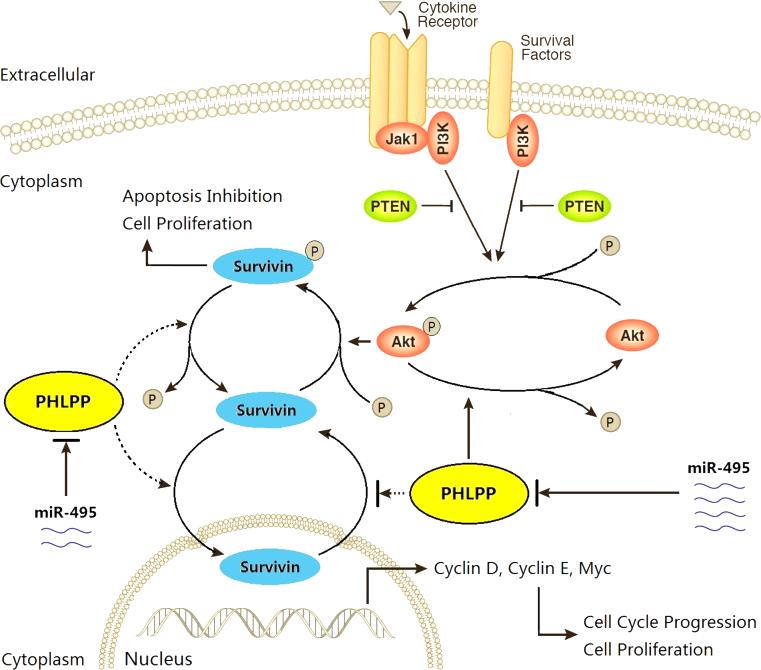 Cytokine
Receptor
Survival
Factors
Extracellular
Jak1
PI3K
PI3K
Cytoplasm
Apoptosis Inhibition
Cell Proliferation
PTEN
PTEN
P
P
Survivin
P
Akt
Akt
PHLPP
P
Survivin
P
P
miR-495
PHLPP
miR-495
Survivin
Cyclin D, Cyclin E, Myc
Cell Cycle Progression
Cell Proliferation
Cytoplasm
Nucleus